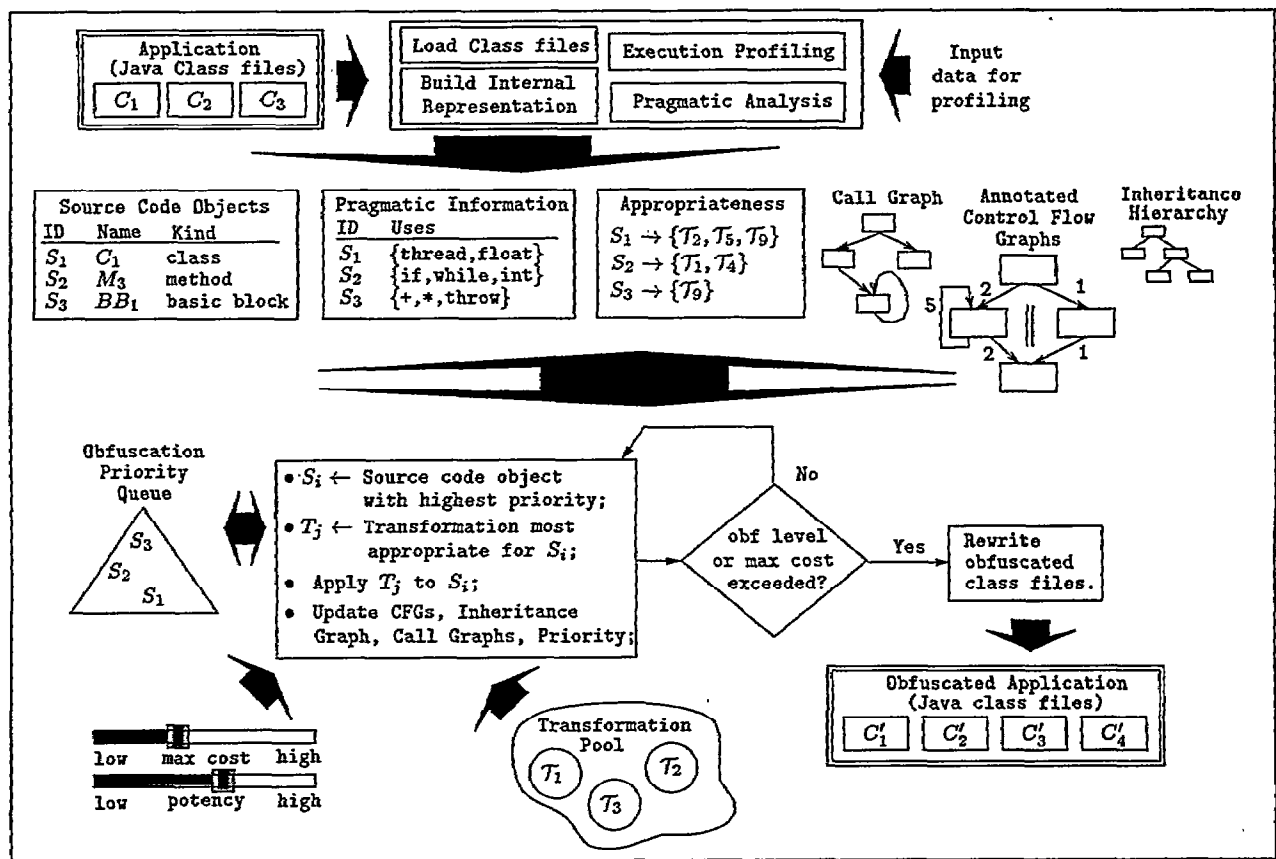 Application
(Java Class files)
C1 C2 C3
Load Class files
Build Internal
Representation
Execution Profiling
Pragmatic Analysis
Input
data for
profiling
Source Code Objects
ID Name Kind
S1 C1 class
S2 M3 method
S3 BB1 basic block
Pragmatic Information
ID Uses
S1 {thread,float}
S2 {if,while,int}
S3 {+,*,throw}
Appropriateness
S1 → {T2,T5,T9}
S2 → {T1,T4}
S3 → {T9}
Call Graph
Annotated
Control Flow
Graphs
2 1
5
2 1
Inheritance
Hierarchy
Obfuscation
Priority
Queue
S3
S2
S1
• Si ← Source code object
with highest priority;
• Tj ← Transformation most
appropriate for Si;
• Apply Tj to Si;
• Update CFGs, Inheritance
Graph, Call Graphs, Priority;
No
obf level
or max cost
exceeded?
Yes
Rewrite
obfuscated
class files.
low max cost high
low potency high
Transformation
Pool
T1 T2
T3
Obfuscated Application
(Java class files)
C′1 C′2 C′3 C′4